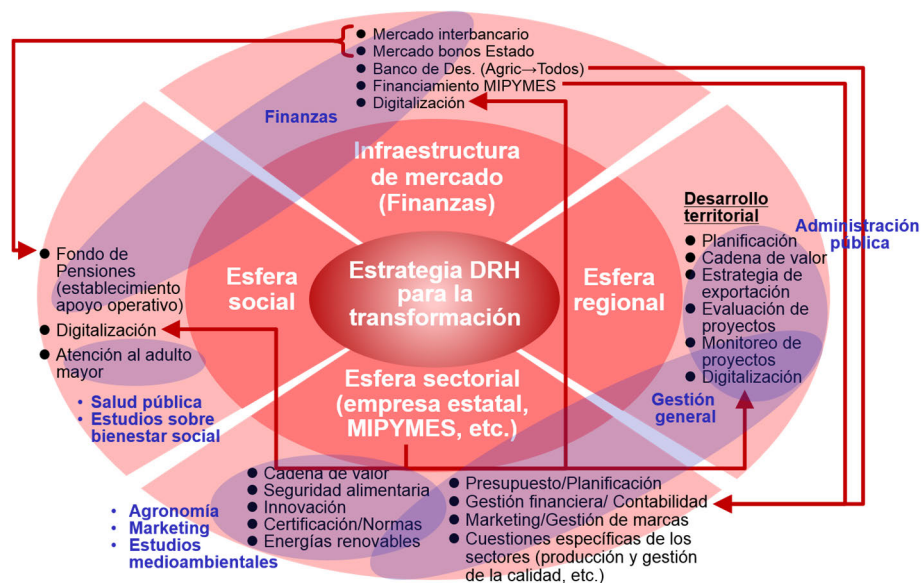 ● Mercado interbancario
● Mercado bonos Estado
● Banco de Des. (Agric→Todos)
● Financiamiento MIPYMES
● Digitalización
Finanzas
Infraestructura
de mercado
(Finanzas)
Desarrollo
territorial
● Planificación
● Cadena de valor
● Estrategia de
exportación
● Evaluación de
proyectos
● Monitoreo de
proyectos
● Digitalización
Administración
pública
● Fondo de
Pensiones
(establecimiento
apoyo operativo)
● Digitalización
● Atención al adulto
mayor
Esfera
social
Estrategia DRH
para la
transformación
Esfera
regional
Esfera sectorial
(empresa estatal,
MIPYMES, etc.)
Gestión
general
• Salud pública
• Estudios sobre
bienestar social
● Cadena de valor
● Seguridad alimentaria
● Innovación
● Certificación/Normas
● Energías renovables
● Presupuesto/Planificación
● Gestión financiera/ Contabilidad
● Marketing/Gestión de marcas
● Cuestiones específicas de los
sectores (producción y gestión
de la calidad, etc.)
• Agronomía
• Marketing
• Estudios
medioambientales